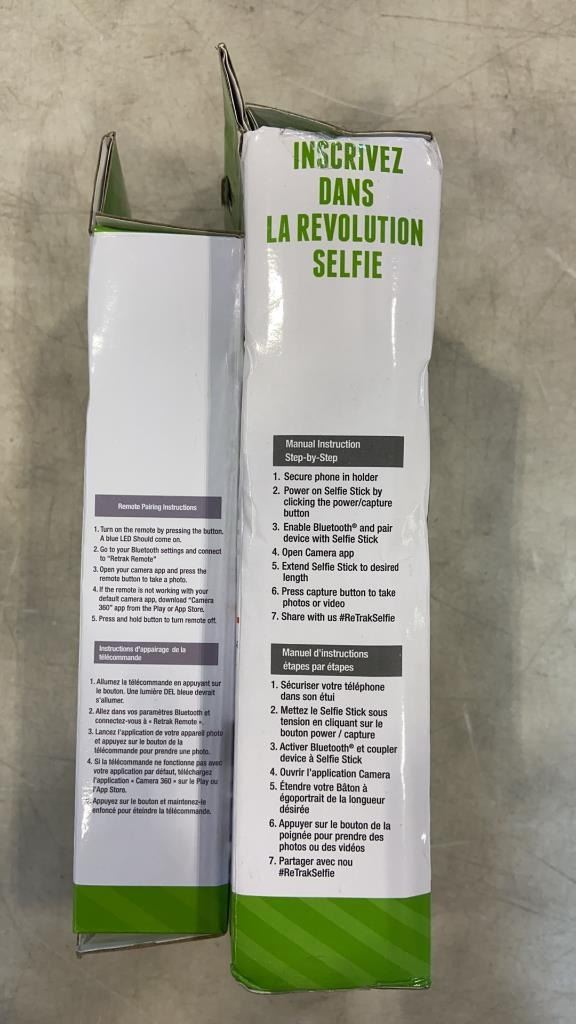 Remote Pairing Instructions
1. Turn on the remote by pressing the button.
A blue LED Should come on.
2. Go to your Bluetooth settings and connect
to "Retrak Remote"
3. Open your camera app and press the
remote button to take a photo.
4. If the remote is not working with your
default camera app, download "Camera
360" app from the Play or App Store.
5. Press and hold button to turn remote off.
Instructions d'appairage de la
télécommande
1. Allumez la télécommande en appuyant sur
le bouton. Une lumière DEL bleue devrait
s'allumer.
2. Allez dans vos paramètres Bluetooth et
connectez-vous à « Retrak Remote ».
3. Lancez l'application de votre appareil photo
et appuyez sur le bouton de la
télécommande pour prendre une photo.
4. Si la télécommande ne fonctionne pas avec
votre application par défaut, téléchargez
l'application « Camera 360 » sur le Play ou
l'App Store.
Appuyez sur le bouton et maintenez-le
enfoncé pour éteindre la télécommande.
INSCRIVEZ
DANS
LA REVOLUTION
SELFIE
Manual Instruction
Step-by-Step
1. Secure phone in holder
2. Power on Selfie Stick by
clicking the power/capture
button
3. Enable Bluetooth® and pair
device with Selfie Stick
4. Open Camera app
5. Extend Selfie Stick to desired
length
6. Press capture button to take
photos or video
7. Share with us #ReTrakSelfie
Manuel d'instructions
étapes par étapes
1. Sécuriser votre téléphone
dans son étui
2. Mettez le Selfie Stick sous
tension en cliquant sur le
bouton power / capture
3. Activer Bluetooth® et coupler
device à Selfie Stick
4. Ouvrir l'application Camera
5. Étendre votre Bâton à
égoportrait de la longueur
désirée
6. Appuyer sur le bouton de la
poignée pour prendre des
photos ou des vidéos
7. Partager avec nou
#ReTrakSelfie